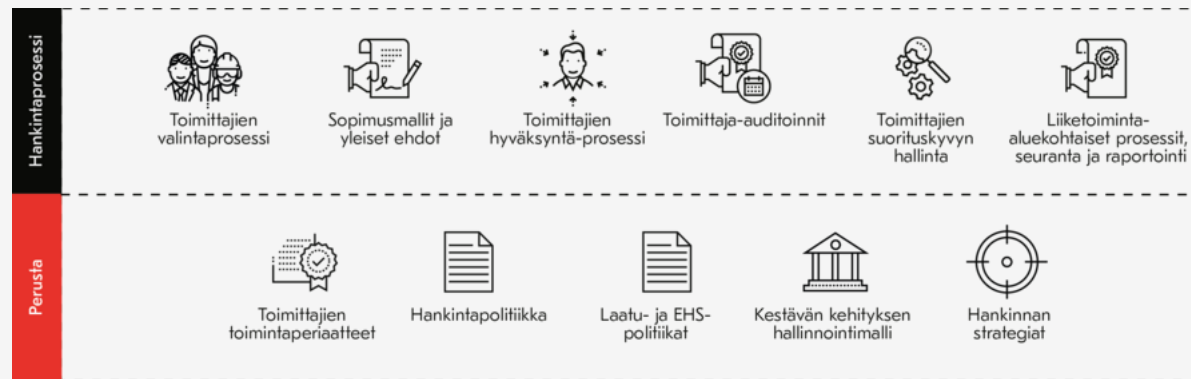 Hankintaprosessi
Toimittajien
valintaprosessi
Sopimusmallit ja
yleiset ehdot
Toimittajien
hyväksyntä-prosessi
Toimittaja-auditoinnit
Toimittajien
suorituskyvyn
hallinta
Liiketoiminta-
aluekohtaiset prosessit,
seuranta ja raportointi
Perusta
Toimittajien
toimintaperiaatteet
Hankintapolitiikka
Laatu- ja EHS-
politiikat
Kestävän kehityksen
hallinnointimalli
Hankinnan
strategiat